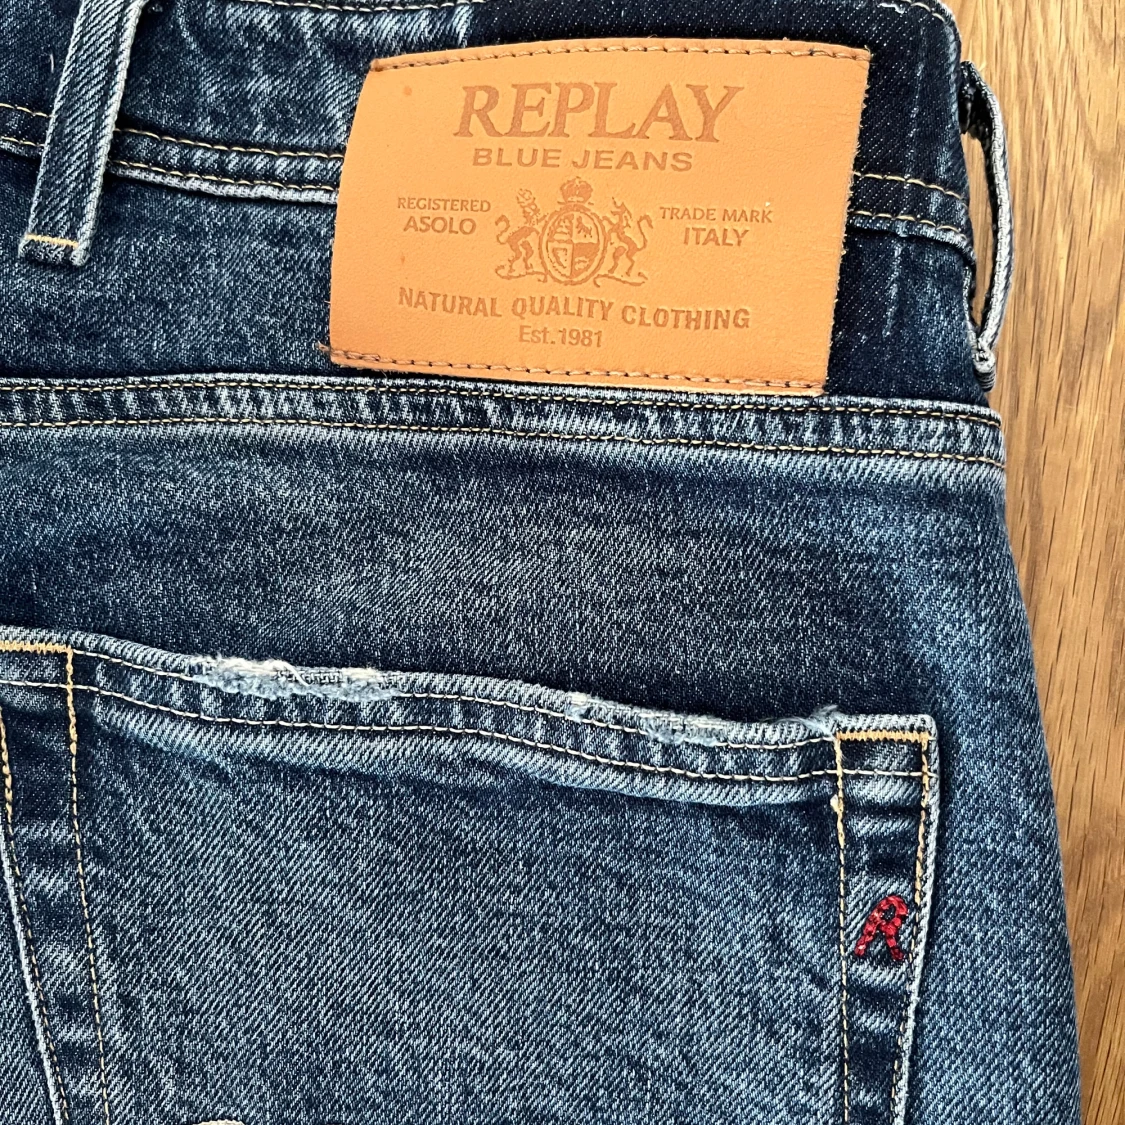 REPLAY
BLUE JEANS
REGISTERED TRADE MARK
ASOLO ITALY
NATURAL QUALITY CLOTHING
Est.1981
R